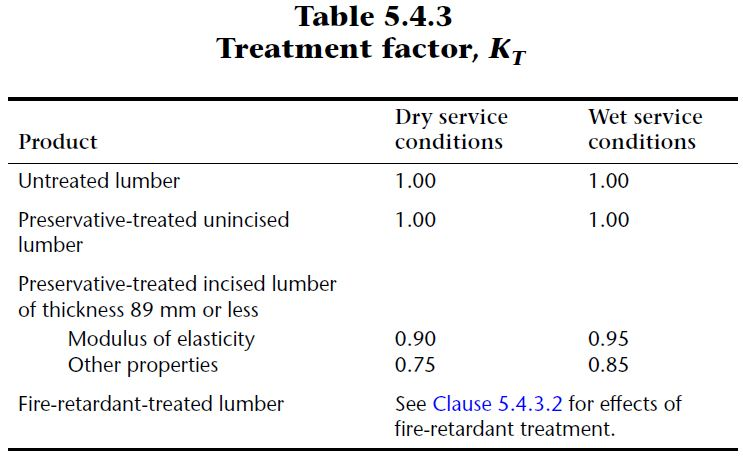 Table 5.4.3
Treatment factor, K_T
Product Dry service conditions Wet service conditions
Untreated lumber 1.00 1.00
Preservative-treated unincised 1.00 1.00
lumber
Preservative-treated incised lumber
of thickness 89 mm or less
Modulus of elasticity 0.90 0.95
Other properties 0.75 0.85
Fire-retardant-treated lumber See Clause 5.4.3.2 for effects of
fire-retardant treatment.